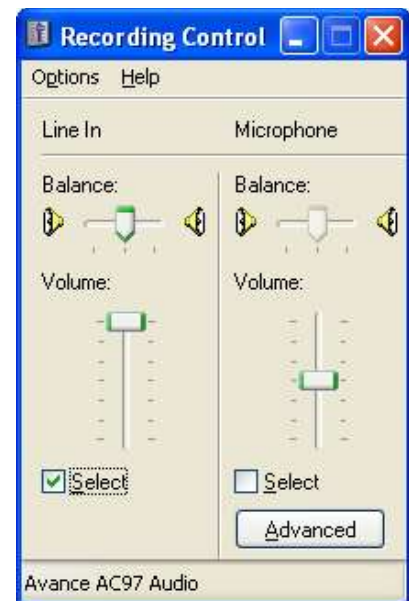 Recording Control
Options Help
Line In
Microphone
Balance:
Balance:
Volume:
Volume:
Select
Select
Advanced
Avance AC97 Audio